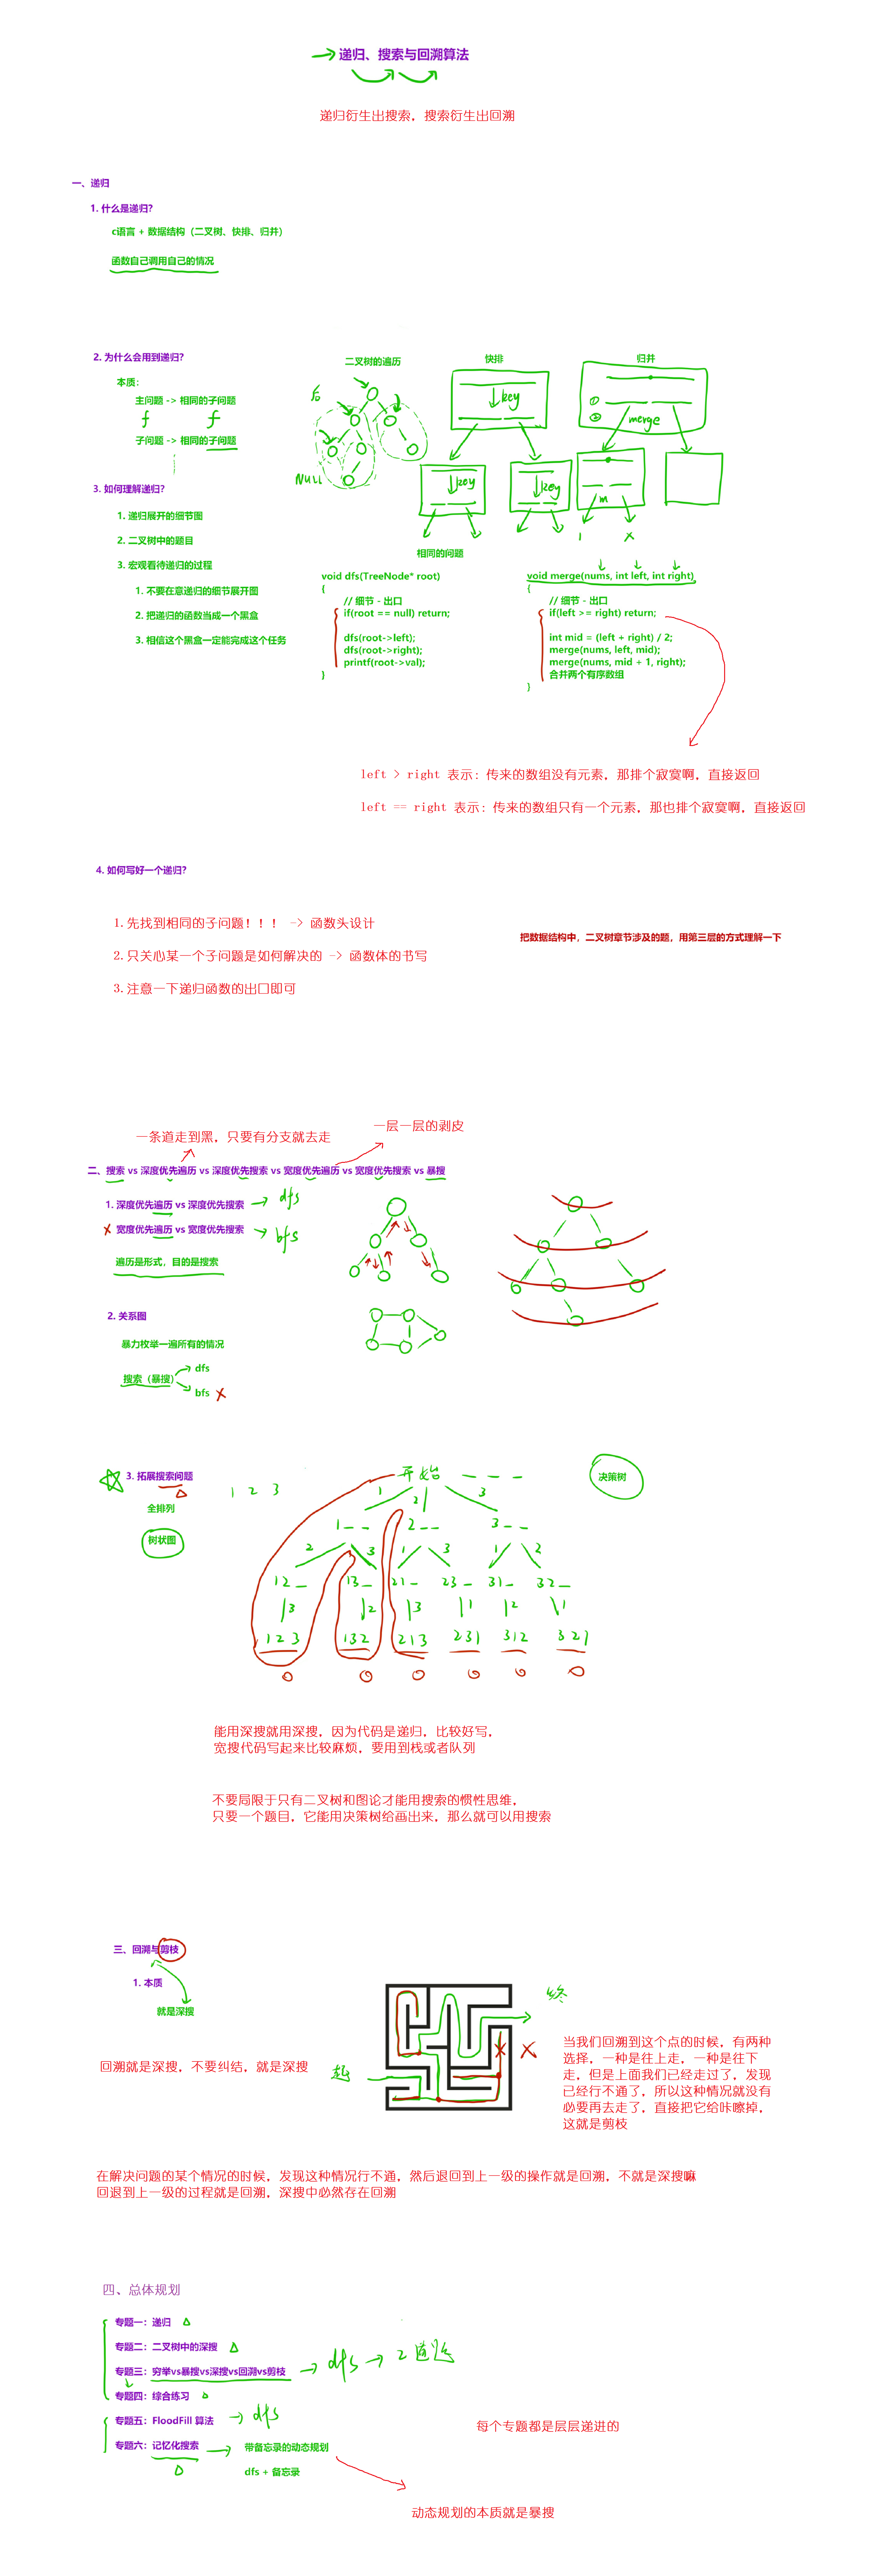 递归、搜索与回溯算法
递归衍生出搜索，搜索衍生出回溯
一、递归
1. 什么是递归?
c语言 + 数据结构（二叉树、快排、归并）
函数自己调用自己的情况
2. 为什么会用到递归?
本质：
主问题 -> 相同的子问题
f f
子问题 -> 相同的子问题
二叉树的遍历
后
NULL
快排
key
key
key
归并
①
②
merge
m
相同的问题
3. 如何理解递归?
1. 递归展开的细节图
2. 二叉树中的题目
3. 宏观看待递归的过程
1. 不要在意递归的细节展开图
2. 把递归的函数当成一个黑盒
3. 相信这个黑盒一定能完成这个任务
void dfs(TreeNode* root)
{
// 细节 - 出口
if(root == null) return;
dfs(root->left);
dfs(root->right);
printf(root->val);
}
void merge(nums, int left, int right)
{
// 细节 - 出口
if(left >= right) return;
int mid = (left + right) / 2;
merge(nums, left, mid);
merge(nums, mid + 1, right);
合并两个有序数组
}
left > right 表示：传来的数组没有元素，那排个寂寞啊，直接返回
left == right 表示：传来的数组只有一个元素，那也排个寂寞啊，直接返回
4. 如何写好一个递归?
1. 先找到相同的子问题！！！ -> 函数头设计
2. 只关心某一个子问题是如何解决的 -> 函数体的书写
3. 注意一下递归函数的出口即可
把数据结构中，二叉树章节涉及的题，用第三层的方式理解一下
一条道走到黑，只要有分支就去走
一层一层的剥皮
二、搜索 vs 深度优先遍历 vs 深度优先搜索 vs 宽度优先遍历 vs 宽度优先搜索 vs 暴搜
1. 深度优先遍历 vs 深度优先搜索
dfs
宽度优先遍历 vs 宽度优先搜索
bfs
遍历是形式，目的是搜索
2. 关系图
暴力枚举一遍所有的情况
搜索（暴搜）
dfs
bfs
3. 拓展搜索问题
全排列
树状图
1 2 3
开始 _ _ _
决策树
1 2 3
1 _ _ 2 _ _ 3 _ _
2 3 1 3 1 2
12 _ 13 _ 21 _ 23 _ 31 _ 32 _
3 2 3 1 2 1
123 132 213 231 312 321
能用深搜就用深搜，因为代码是递归，比较好写，
宽搜代码写起来比较麻烦，要用到栈或者队列
不要局限于只有二叉树和图论才能用搜索的惯性思维，
只要一个题目，它能用决策树给画出来，那么就可以用搜索
三、回溯与剪枝
1. 本质
就是深搜
回溯就是深搜，不要纠结，就是深搜
起
终
当我们回溯到这个点的时候，有两种
选择，一种是往上走，一种是往下
走，但是上面我们已经走过了，发现
已经行不通了，所以这种情况就没有
必要再去走了，直接把它给咔嚓掉，
这就是剪枝
在解决问题的某个情况的时候，发现这种情况行不通，然后退回到上一级的操作就是回溯，不就是深搜嘛
回退到上一级的过程就是回溯，深搜中必然存在回溯
四、总体规划
专题一：递归
专题二：二叉树中的深搜
专题三：穷举vs暴搜vs深搜vs回溯vs剪枝
dfs → 2道题
专题四：综合练习
专题五：FloodFill 算法
dfs
专题六：记忆化搜索
带备忘录的动态规划
dfs + 备忘录
每个专题都是层层递进的
动态规划的本质就是暴搜